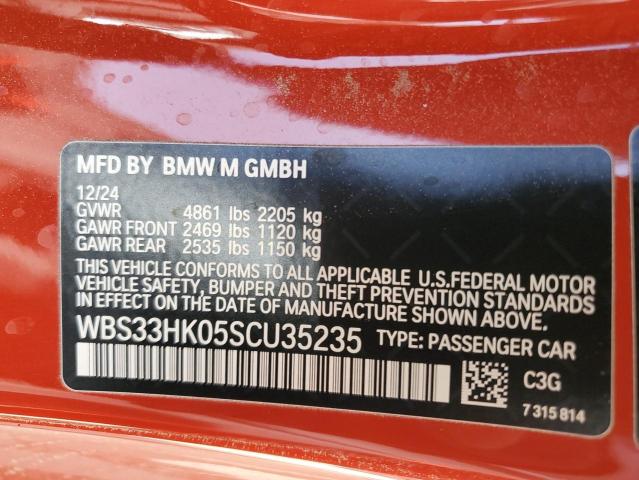 MFD BY BMW M GMBH
12/24
GVWR 4861 lbs 2205 kg
GAWR FRONT 2469 lbs 1120 kg
GAWR REAR 2535 lbs 1150 kg
THIS VEHICLE CONFORMS TO ALL APPLICABLE U.S.FEDERAL MOTOR
VEHICLE SAFETY, BUMPER AND THEFT PREVENTION STANDARDS
IN EFFECT ON THE DATE OF MANUFACTURE SHOWN ABOVE.
WBS33HK05SCU35235 TYPE: PASSENGER CAR
C3G
7 315 814